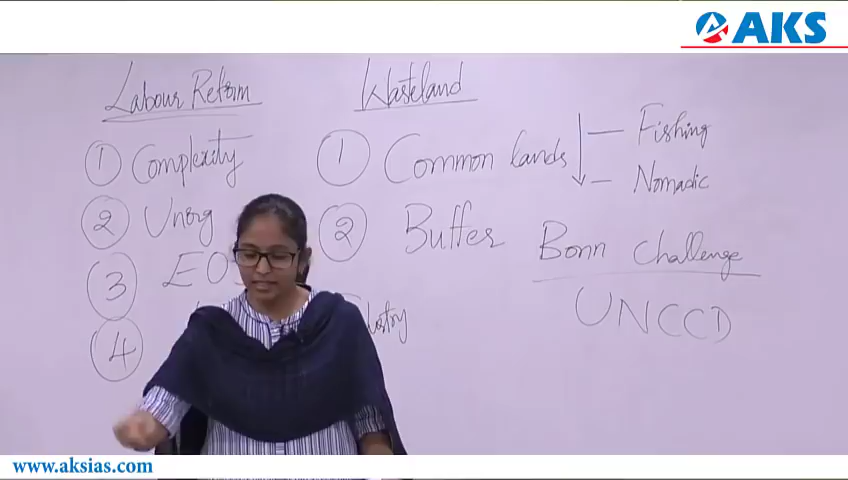 AKS
Labour Reform
① Complexity
② Unorg
③ EO
④
Wasteland
① Common lands
— Fishing
— Nomadic
② Buffer
Bonn Challenge
UNCCD
www.aksias.com